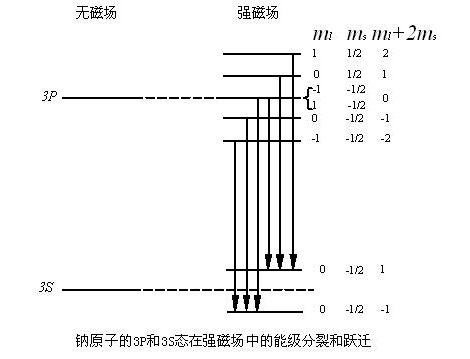 无磁场 强磁场
ml ms ml+2ms
1 1/2 2
0 1/2 1
3P -1 -1/2 0
1 -1/2
0 -1/2 -1
-1 -1/2 -2
0 -1/2 1
3S
0 -1/2 -1
钠原子的3P和3S态在强磁场中的能级分裂和跃迁